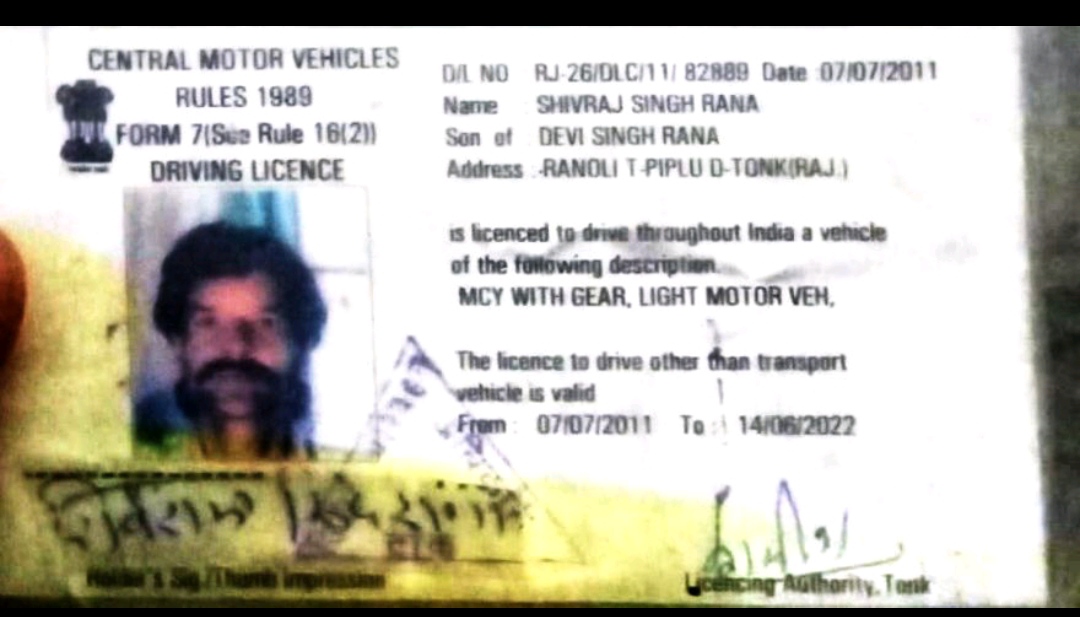 CENTRAL MOTOR VEHICLES
RULES 1989
FORM 7(See Rule 16(2))
DRIVING LICENCE
D/L NO RJ-26/DLC/11/ 82889 Date :07/07/2011
Name SHIVRAJ SINGH RANA
Son of DEVI SINGH RANA
Address :-RANOLI T-PIPLU D-TONK(RAJ.)
is licenced to drive throughout India a vehicle
of the following description.
MCY WITH GEAR, LIGHT MOTOR VEH,
The licence to drive other than transport
vehicle is valid
From : 07/07/2011 To : 14/06/2022
Holder's Sig./Thamb impression
Licencing Authority, Tonk